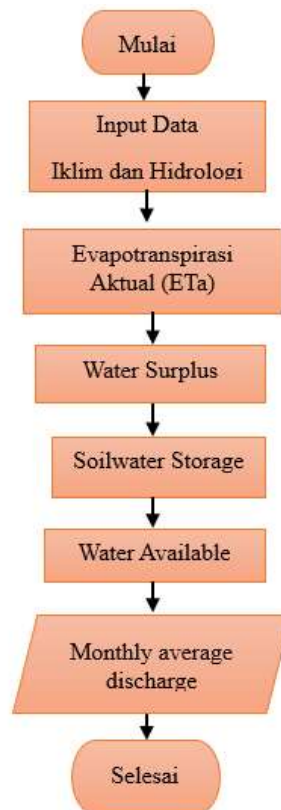 Mulai
Input Data
Iklim dan Hidrologi
Evapotranspirasi
Aktual (ETa)
Water Surplus
Soilwater Storage
Water Available
Monthly average
discharge
Selesai